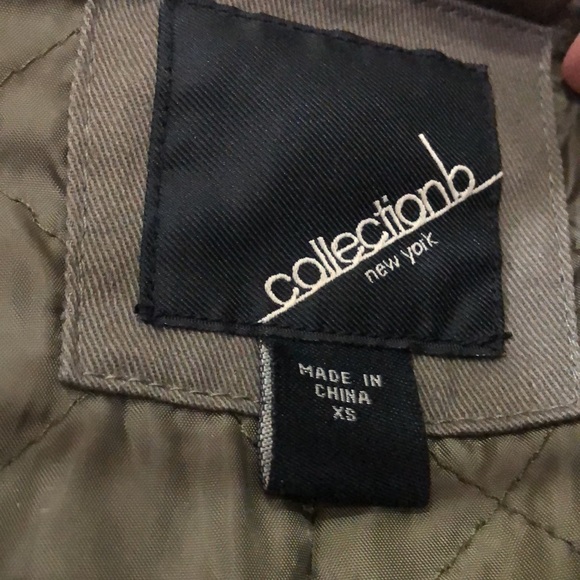 collectionb
new york
MADE IN
CHINA
XS